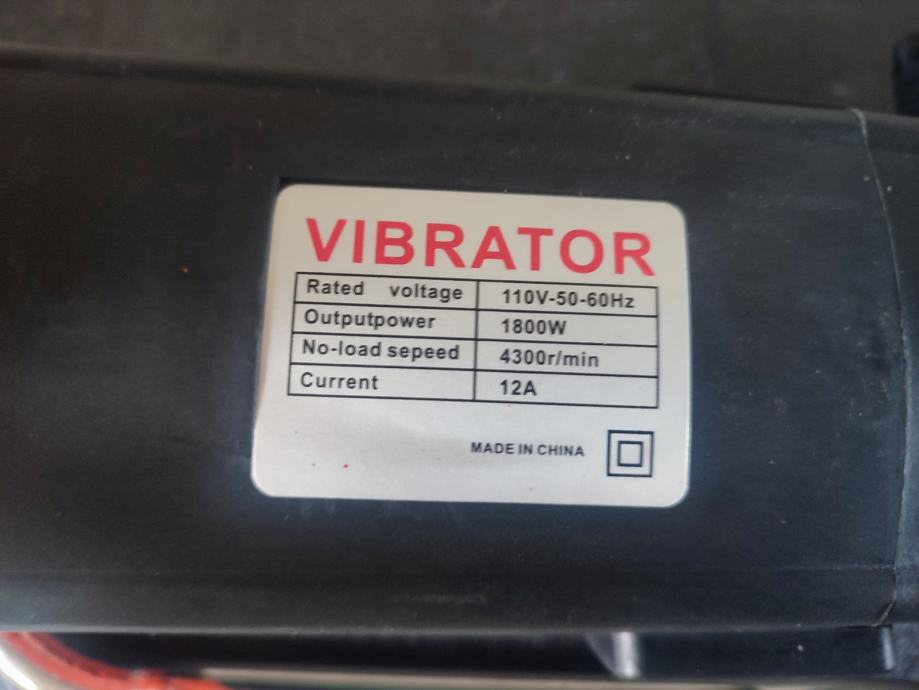 VIBRATOR
Rated voltage 110V-50-60Hz
Outputpower 1800W
No-load sepeed 4300r/min
Current 12A
MADE IN CHINA